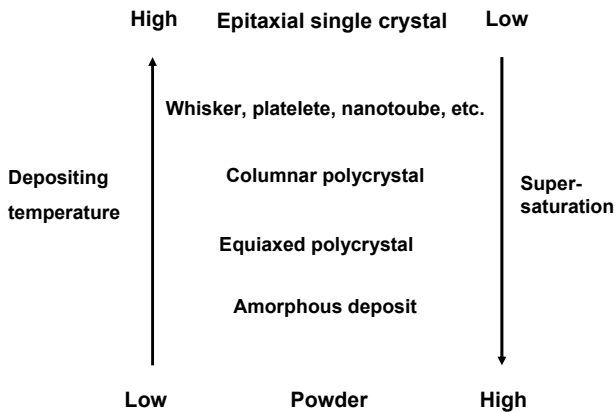 High Epitaxial single crystal Low
Whisker, platelete, nanotoube, etc.
Depositing
temperature
Columnar polycrystal
Super-
saturation
Equiaxed polycrystal
Amorphous deposit
Low Powder High